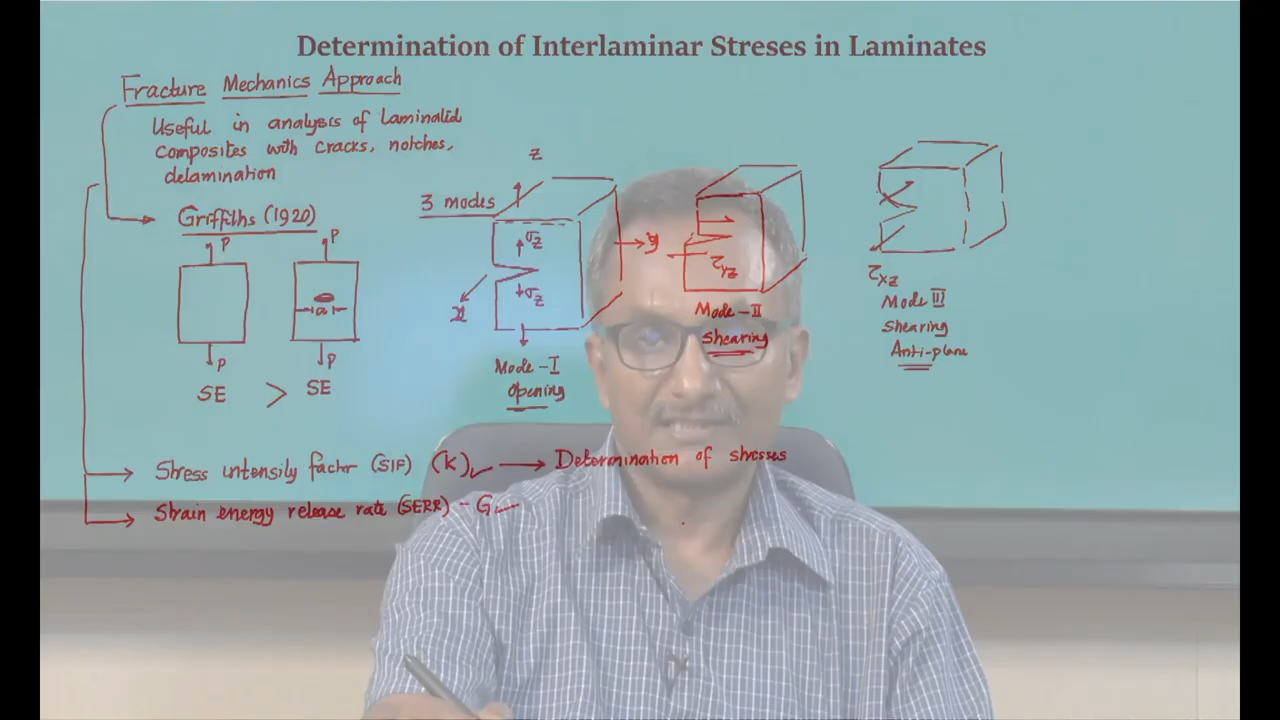 Determination of Interlaminar Streses in Laminates
Fracture Mechanics Approach
Useful in analysis of laminated
composites with cracks, notches,
delamination
Griffiths (1920)
P
P
a
P
P
SE > SE
3 modes
z
σz
σz
y
x
Mode - I
Opening
τyz
Mode - II
Shearing
τxz
Mode III
Shearing
Anti-plane
Stress intensity factor (SIF) (K) → Determination of stresses
Strain energy release rate (SERR) - G